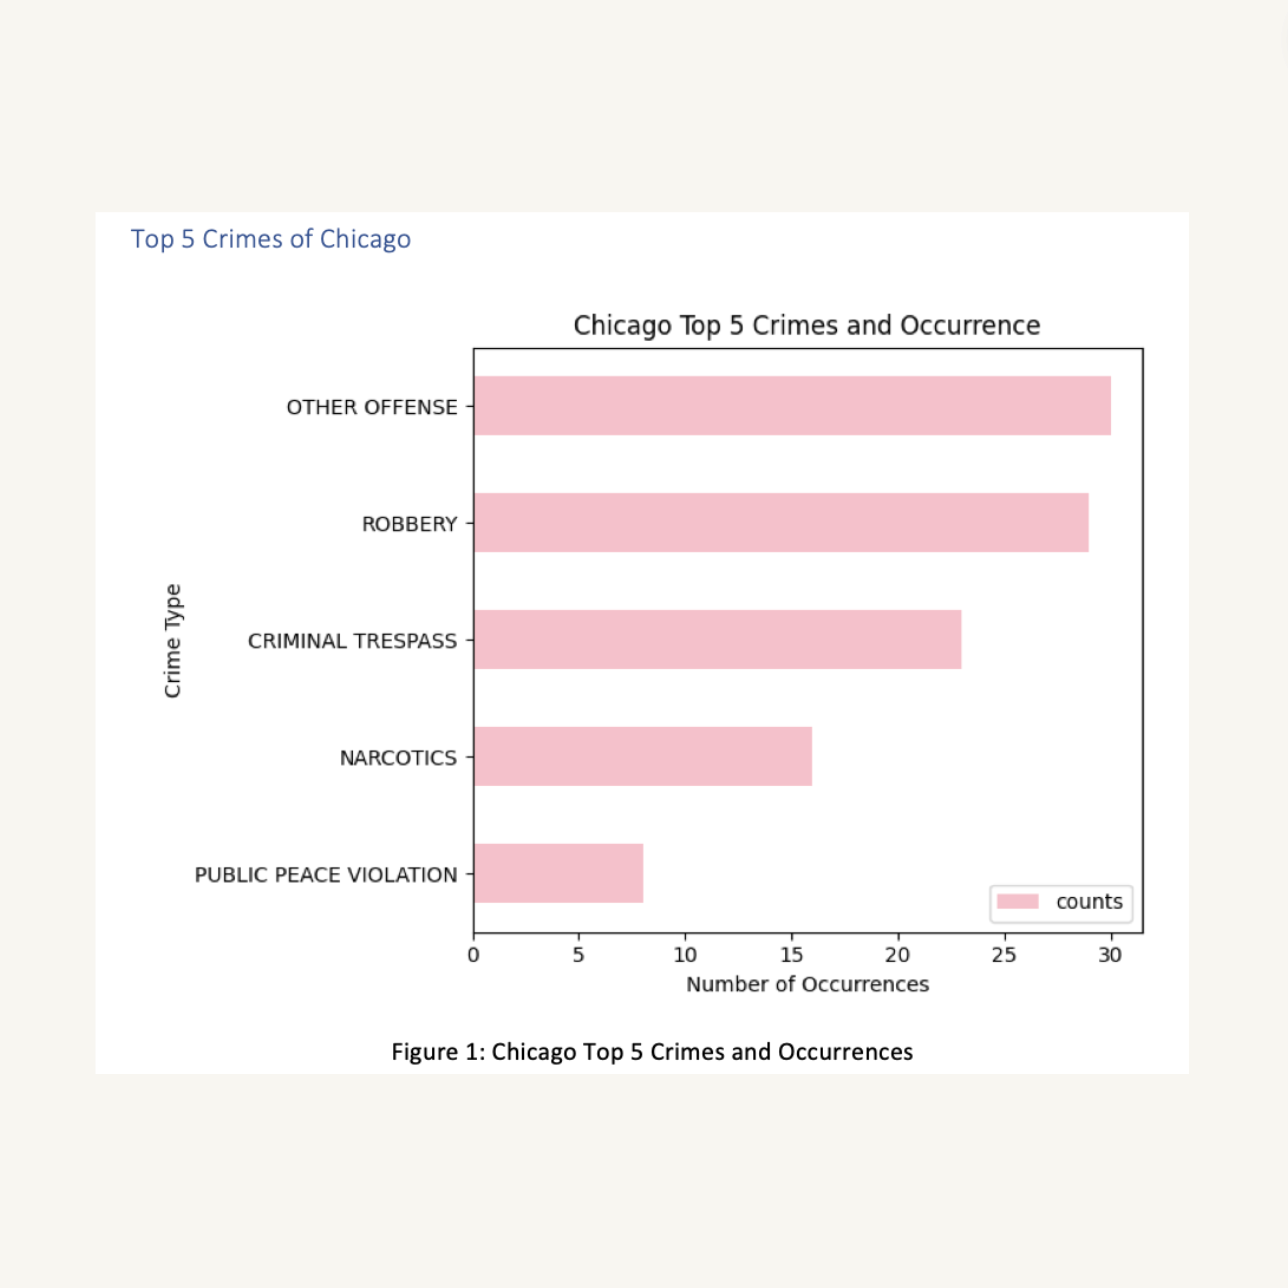 Top 5 Crimes of Chicago
Chicago Top 5 Crimes and Occurrence
Crime Type
OTHER OFFENSE
ROBBERY
CRIMINAL TRESPASS
NARCOTICS
PUBLIC PEACE VIOLATION
counts
0 5 10 15 20 25 30
Number of Occurrences
Figure 1: Chicago Top 5 Crimes and Occurrences